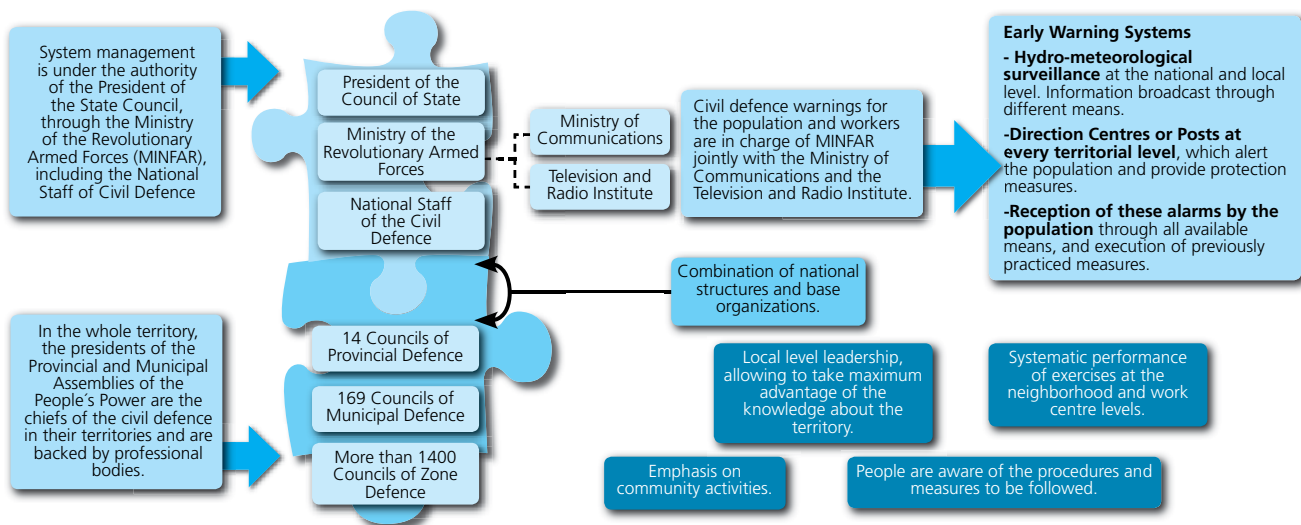 System management
is under the authority
of the President of
the State Council,
through the Ministry
of the Revolutionary
Armed Forces (MINFAR),
including the National
Staff of Civil Defence
President of the
Council of State
Ministry of the
Revolutionary Armed
Forces
National Staff
of the Civil
Defence
Ministry of
Communications
Television and
Radio Institute
Civil defence warnings for
the population and workers
are in charge of MINFAR
jointly with the Ministry of
Communications and the
Television and Radio Institute.
Early Warning Systems
- Hydro-meteorological
surveillance at the national and local
level. Information broadcast through
different means.
-Direction Centres or Posts at
every territorial level, which alert
the population and provide protection
measures.
-Reception of these alarms by the
population through all available
means, and execution of previously
practiced measures.
Combination of national
structures and base
organizations.
In the whole territory,
the presidents of the
Provincial and Municipal
Assemblies of the
People´s Power are the
chiefs of the civil defence
in their territories and are
backed by professional
bodies.
14 Councils of
Provincial Defence
169 Councils of
Municipal Defence
More than 1400
Councils of Zone
Defence
Local level leadership,
allowing to take maximum
advantage of the
knowledge about the
territory.
Systematic performance
of exercises at the
neighborhood and work
centre levels.
Emphasis on
community activities.
People are aware of the procedures and
measures to be followed.